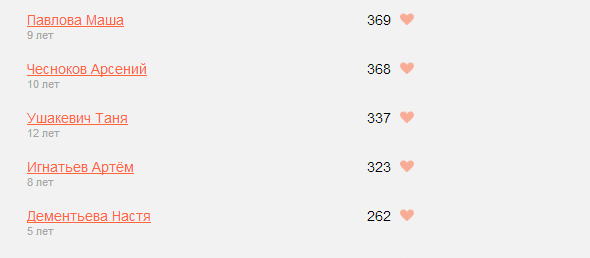 Павлова Маша 369
9 лет
Чесноков Арсений 368
10 лет
Ушакевич Таня 337
12 лет
Игнатьев Артём 323
8 лет
Дементьева Настя 262
5 лет